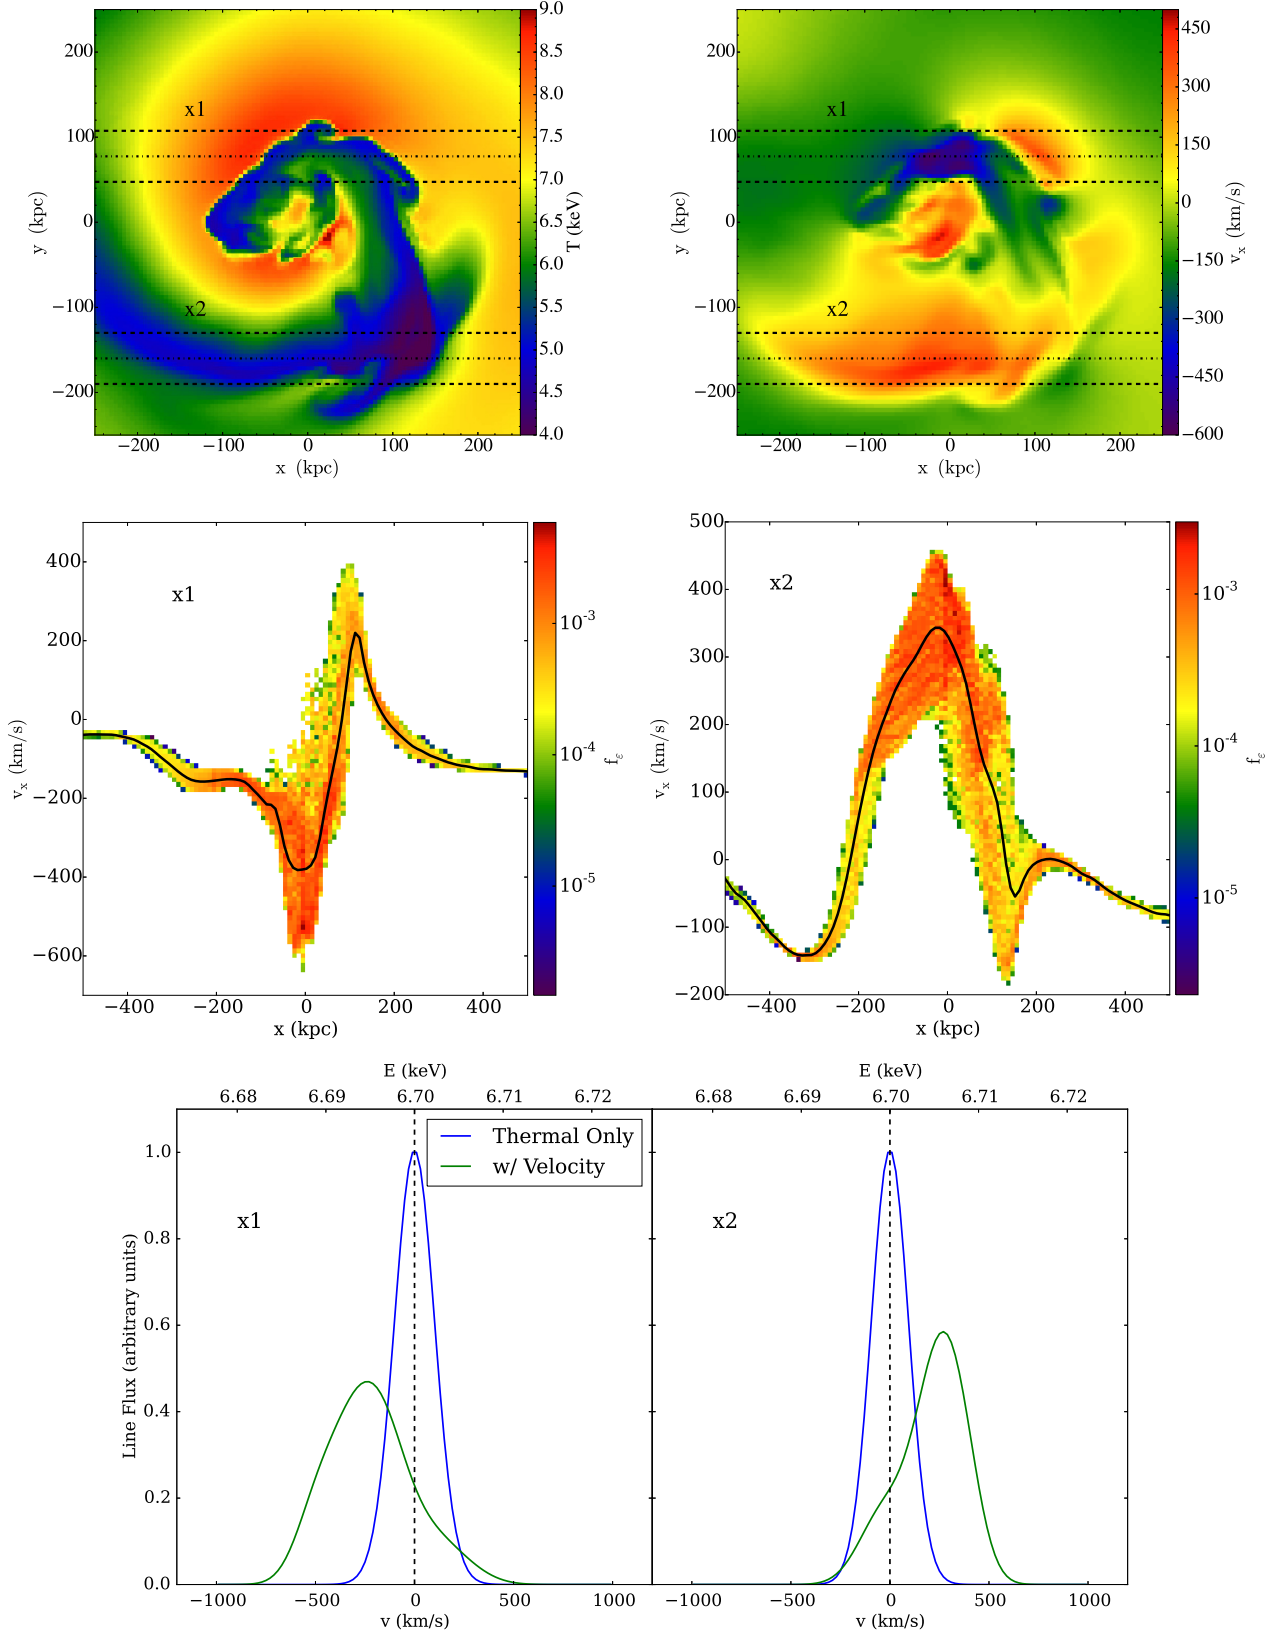 x1
x2
200
100
0
−100
−200
y (kpc)
−200 −100 0 100 200
x (kpc)
9.0
8.5
8.0
7.5
7.0
6.5
6.0
5.5
5.0
4.5
4.0
T (keV)
x1
x2
200
100
0
−100
−200
y (kpc)
−200 −100 0 100 200
x (kpc)
450
300
150
0
−150
−300
−450
−600
vₓ (km/s)
x1
400
200
0
−200
−400
−600
vₓ (km/s)
−400 −200 0 200 400
x (kpc)
10⁻³
10⁻⁴
10⁻⁵
f_ε
x2
500
400
300
200
100
0
−100
−200
vₓ (km/s)
−400 −200 0 200 400
x (kpc)
10⁻³
10⁻⁴
10⁻⁵
f_ε
E (keV)
6.68 6.69 6.70 6.71 6.72
Thermal Only
w/ Velocity
x1
1.0
0.8
0.6
0.4
0.2
0.0
Line Flux (arbitrary units)
−1000 −500 0 500 1000
v (km/s)
E (keV)
6.68 6.69 6.70 6.71 6.72
x2
−1000 −500 0 500 1000
v (km/s)